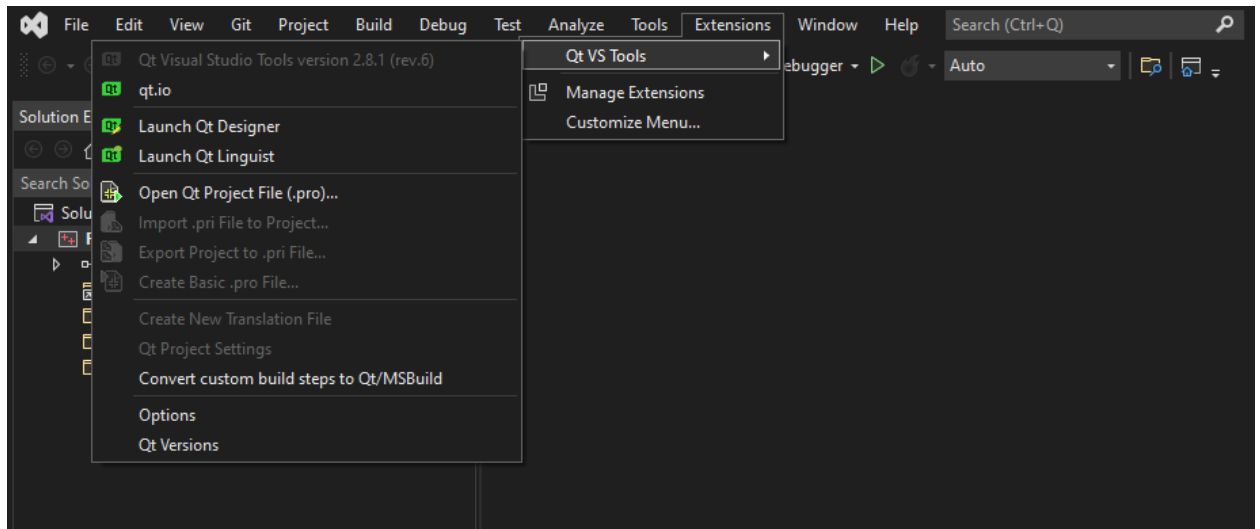 File Edit View Git Project Build Debug Test Analyze Tools Extensions Window Help Search (Ctrl+Q)
Qt Visual Studio Tools version 2.8.1 (rev.6)
Qt VS Tools
ebugger
Auto
qt.io
Manage Extensions
Solution E
Launch Qt Designer
Customize Menu...
Launch Qt Linguist
Search So
Open Qt Project File (.pro)...
Solu
Import .pri File to Project...
Export Project to .pri File...
Create Basic .pro File...
Create New Translation File
Qt Project Settings
Convert custom build steps to Qt/MSBuild
Options
Qt Versions